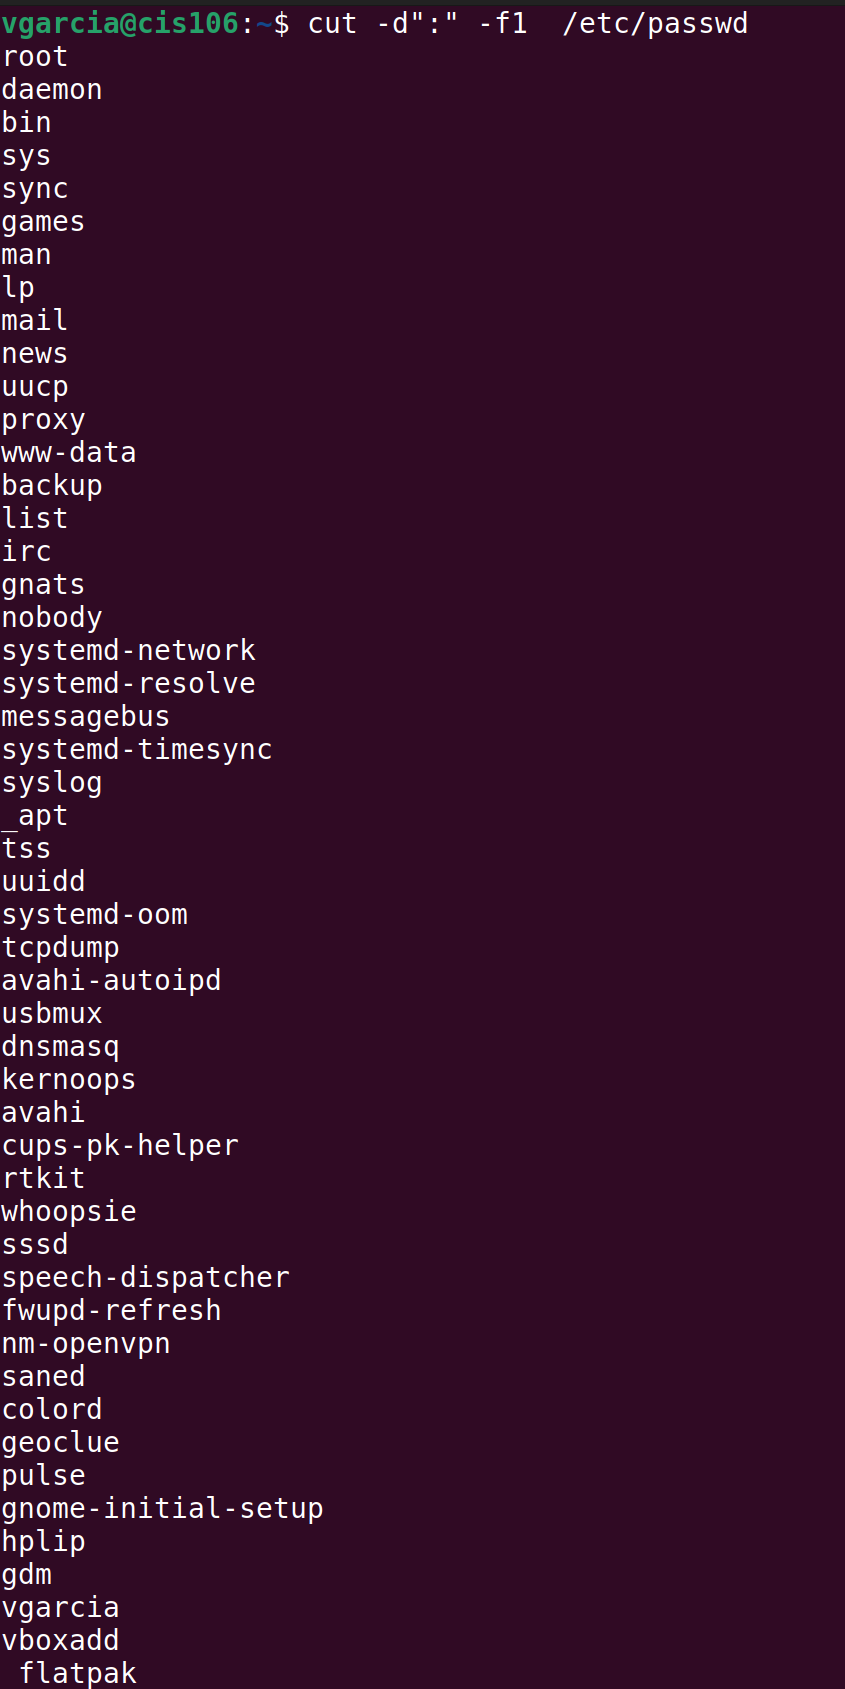 vgarcia@cis106:~$ cut -d":" -f1  /etc/passwd
root
daemon
bin
sys
sync
games
man
lp
mail
news
uucp
proxy
www-data
backup
list
irc
gnats
nobody
systemd-network
systemd-resolve
messagebus
systemd-timesync
syslog
_apt
tss
uuidd
systemd-oom
tcpdump
avahi-autoipd
usbmux
dnsmasq
kernoops
avahi
cups-pk-helper
rtkit
whoopsie
sssd
speech-dispatcher
fwupd-refresh
nm-openvpn
saned
colord
geoclue
pulse
gnome-initial-setup
hplip
gdm
vgarcia
vboxadd
 flatpak